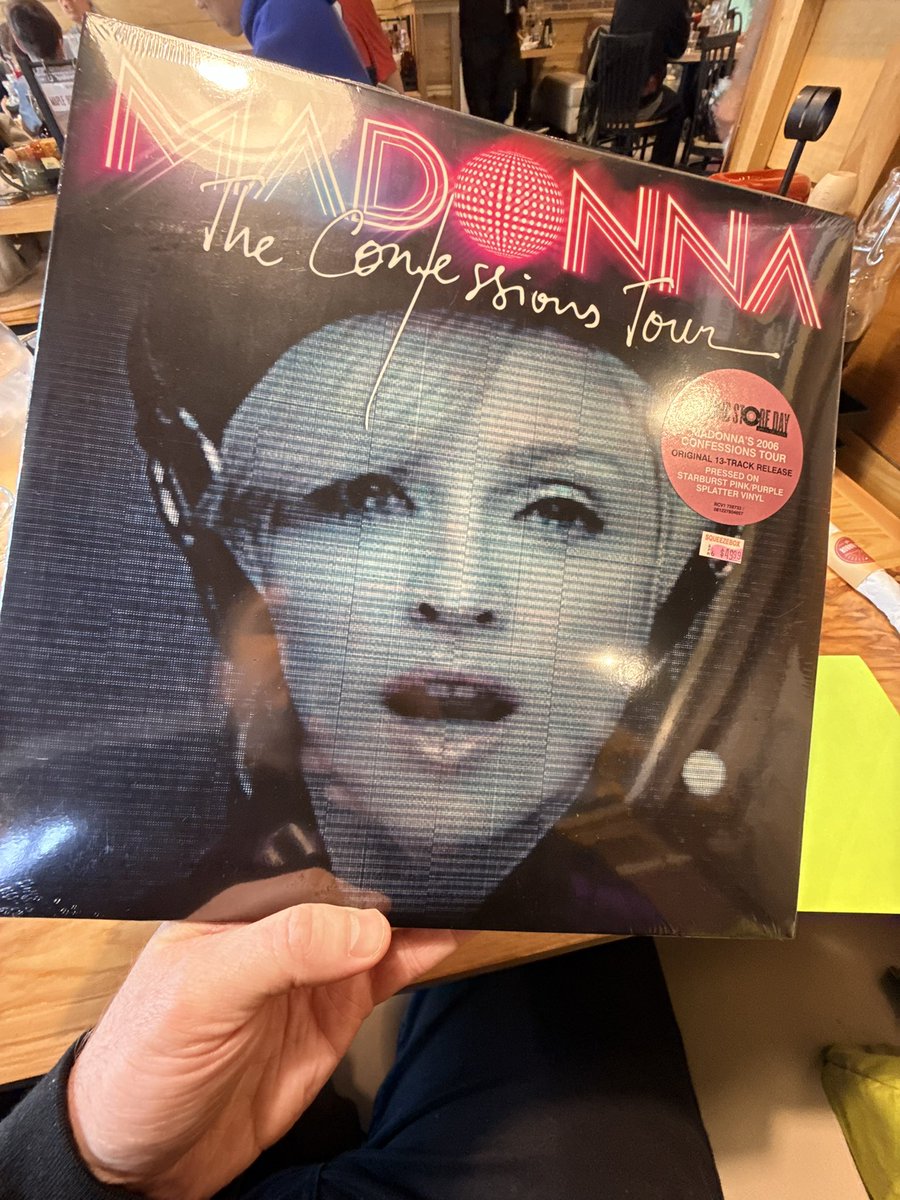 MADONNA
The Confessions Tour
STORE DAY
MADONNA'S 2006
CONFESSIONS TOUR
ORIGINAL 13-TRACK RELEASE
PRESSED ON
STARBURST PINK/PURPLE
SPLATTER VINYL
SQUEEZEBOX